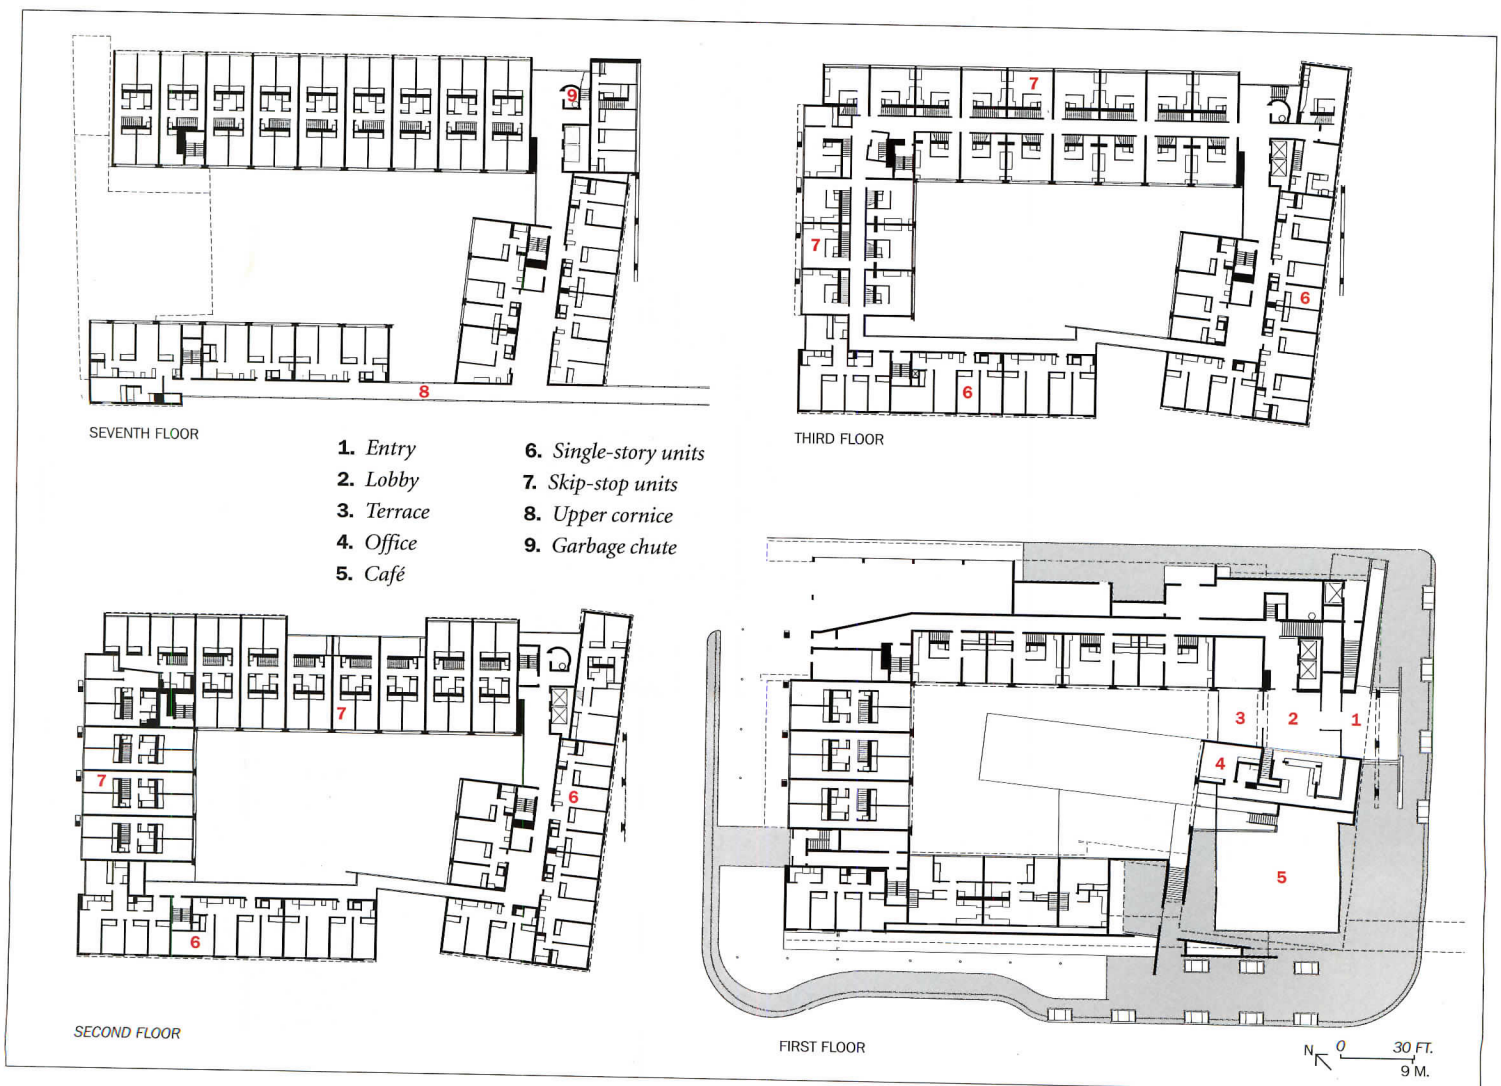 9
7
7
6
6
8
SEVENTH FLOOR
THIRD FLOOR
1. Entry
2. Lobby
3. Terrace
4. Office
5. Café
6. Single-story units
7. Skip-stop units
8. Upper cornice
9. Garbage chute
7
7
6
6
SECOND FLOOR
3
2
1
4
5
FIRST FLOOR
N
0 30 FT.
9 M.